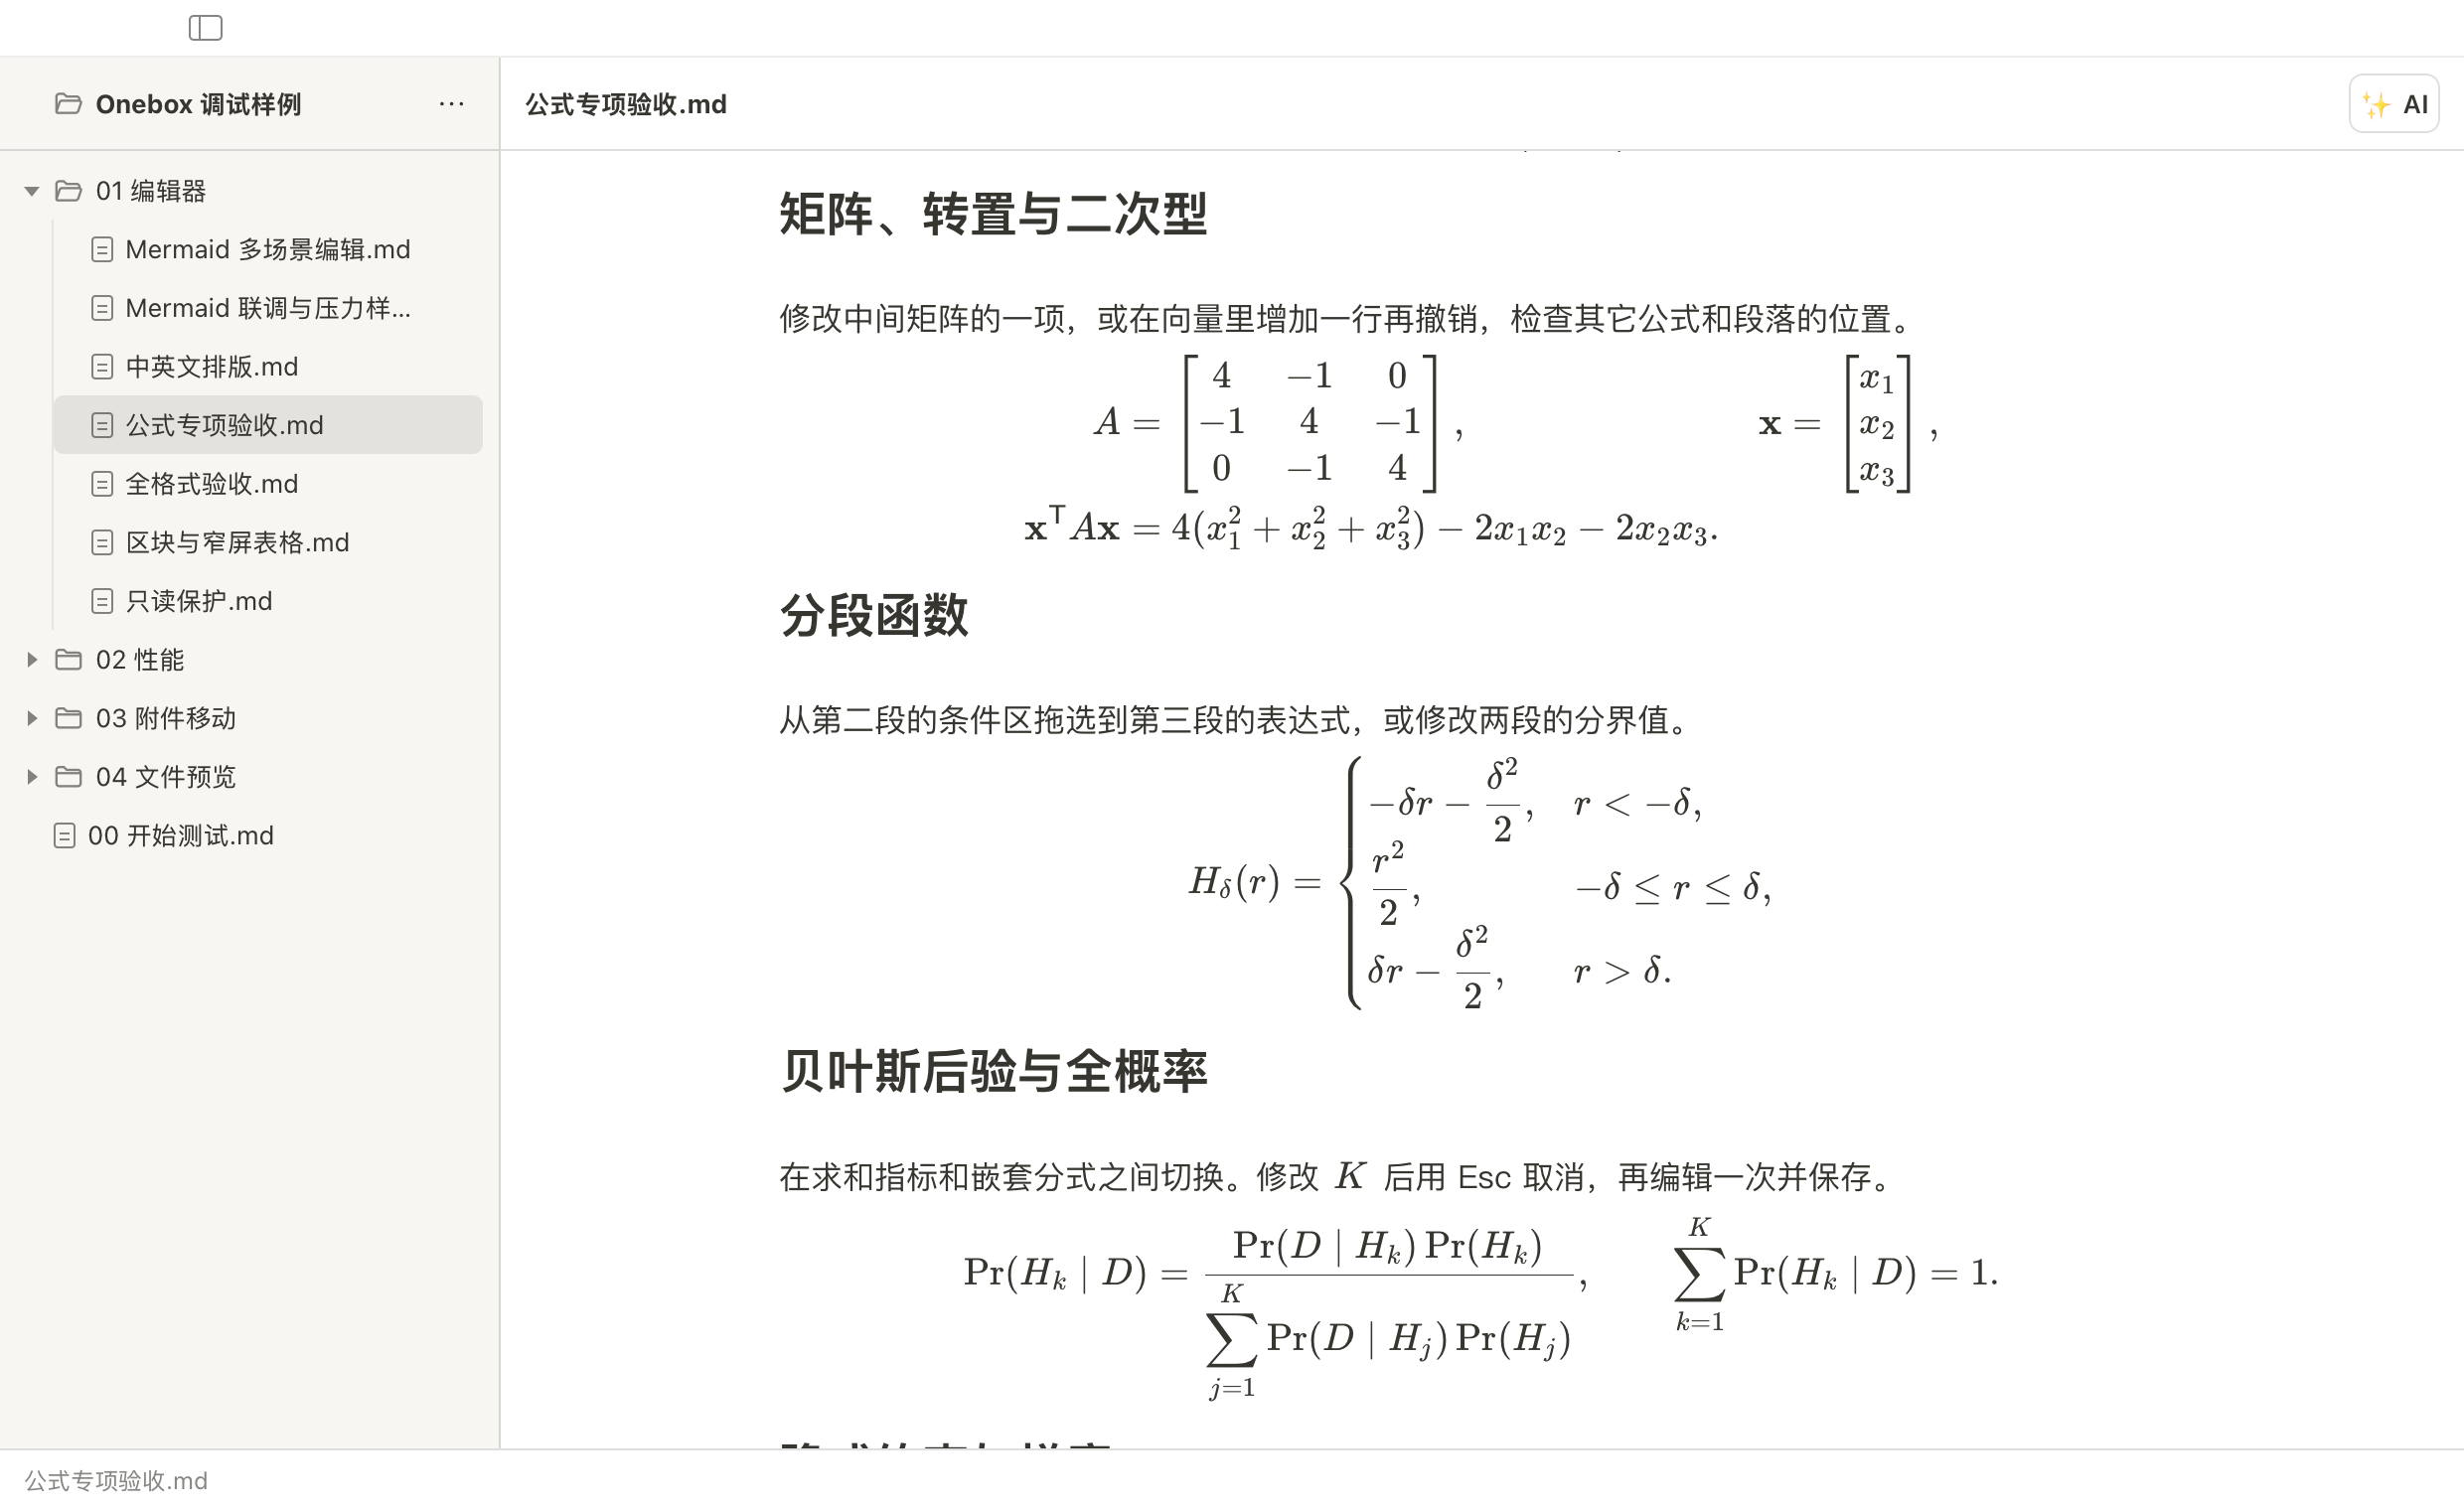 Onebox 调试样例
···
01 编辑器
Mermaid 多场景编辑.md
Mermaid 联调与压力样...
中英文排版.md
公式专项验收.md
全格式验收.md
区块与窄屏表格.md
只读保护.md
02 性能
03 附件移动
04 文件预览
00 开始测试.md
公式专项验收.md
✨ AI
矩阵、转置与二次型
修改中间矩阵的一项，或在向量里增加一行再撤销，检查其它公式和段落的位置。
A = [4 −1 0; −1 4 −1; 0 −1 4], x = [x₁; x₂; x₃],
x^⊤Ax = 4(x₁² + x₂² + x₃²) − 2x₁x₂ − 2x₂x₃.
分段函数
从第二段的条件区拖选到第三段的表达式，或修改两段的分界值。
H_δ(r) = {
−δr − δ²/2, r < −δ,
r²/2, −δ ≤ r ≤ δ,
δr − δ²/2, r > δ.
贝叶斯后验与全概率
在求和指标和嵌套分式之间切换。修改 K 后用 Esc 取消，再编辑一次并保存。
Pr(H_k | D) = Pr(D | H_k) Pr(H_k) / ∑_{j=1}^{K} Pr(D | H_j) Pr(H_j), ∑_{k=1}^{K} Pr(H_k | D) = 1.
公式专项验收.md